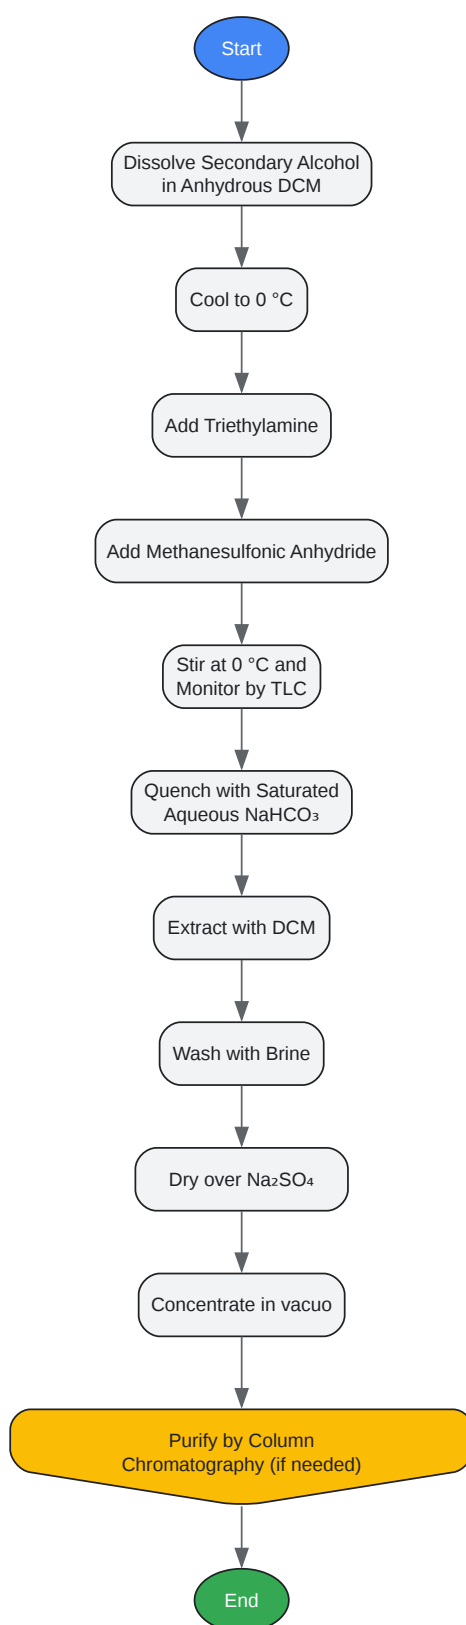 Start
Dissolve Secondary Alcohol
in Anhydrous DCM
Cool to 0 °C
Add Triethylamine
Add Methanesulfonic Anhydride
Stir at 0 °C and
Monitor by TLC
Quench with Saturated
Aqueous NaHCO₃
Extract with DCM
Wash with Brine
Dry over Na₂SO₄
Concentrate in vacuo
Purify by Column
Chromatography (if needed)
End